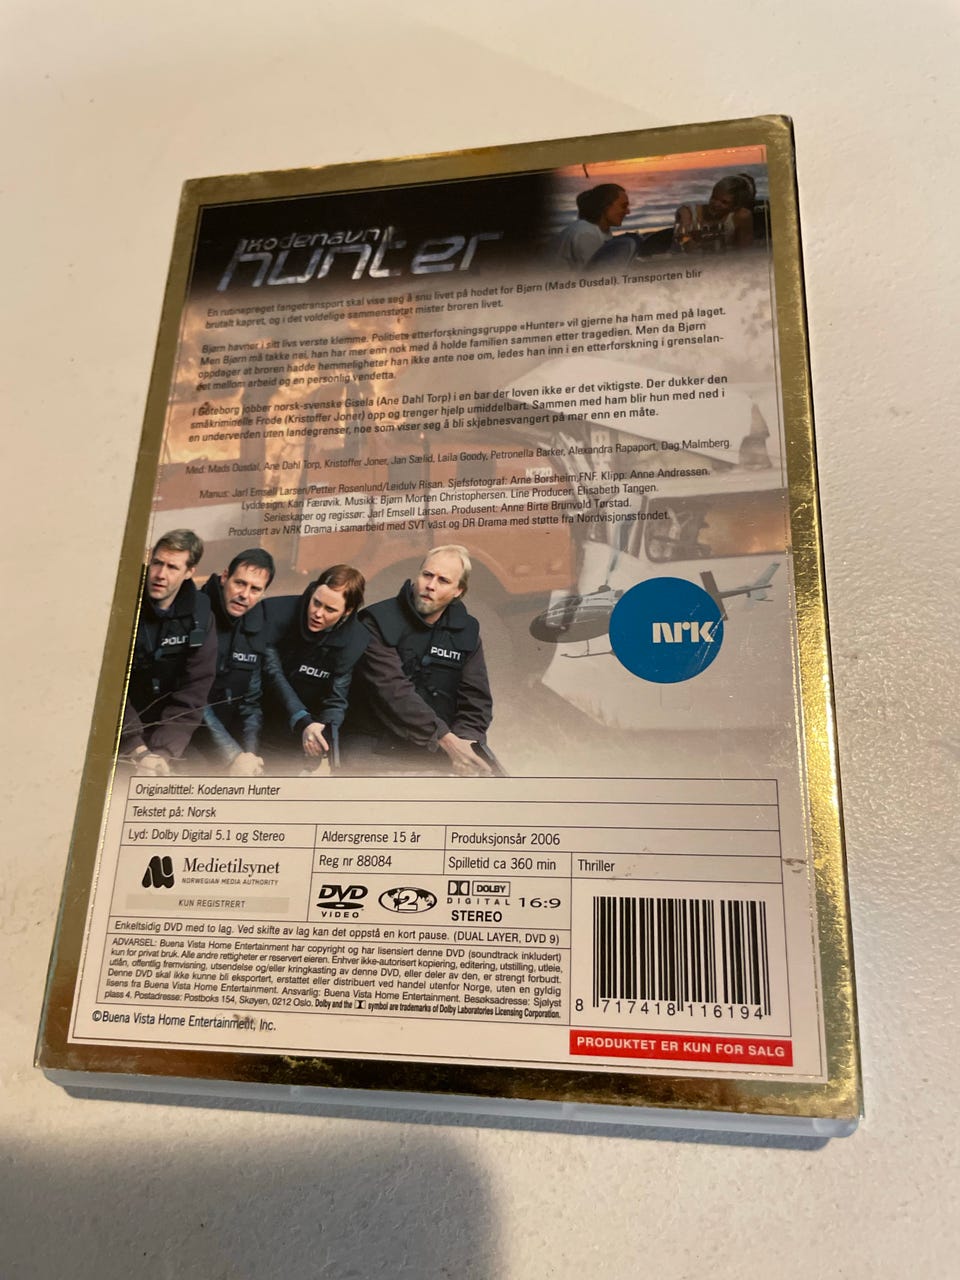 kodenavn
hunter
En rutinepreget fangetransport skal vise seg å snu livet på hodet for Bjørn (Mads Ousdal). Transporten blir
brutalt kapret, og i det voldelige sammenstøtet mister broren livet.
Bjørn havner i sitt livs verste klemme. Politiets etterforskningsgruppe «Hunter» vil gjerne ha ham med på laget.
Men Bjørn må takke nei, han har mer enn nok med å holde familien sammen etter tragedien. Men da Bjørn
oppdager at broren hadde hemmeligheter han ikke ante noe om, ledes han inn i en etterforskning i grenselan-
det mellom arbeid og en personlig vendetta.
I Göteborg jobber norsk-svenske Gisela (Ane Dahl Torp) i en bar der loven ikke er det viktigste. Der dukker den
småkriminelle Frode (Kristoffer Joner) opp og trenger hjelp umiddelbart. Sammen med ham blir hun med ned i
en underverden uten landegrenser, noe som viser seg å bli skjebnesvangert på mer enn en måte.
Med: Mads Ousdal, Ane Dahl Torp, Kristoffer Joner, Jan Sælid, Laila Goody, Petronella Barker, Alexandra Rapaport, Dag Malmberg.
Manus: Jarl Emsell Larsen/Petter Rosenlund/Leidulv Risan. Sjefsfotograf: Arne Borsheim,FNF. Klipp: Anne Andressen.
Lyddesign: Kari Færøvik. Musikk: Bjørn Morten Christophersen. Line Producer: Elisabeth Tangen.
Serieskaper og regissør: Jarl Emsell Larsen. Produsent: Anne Birte Brunvold Tørstad.
Produsert av NRK Drama i samarbeid med SVT väst og DR Drama med støtte fra Nordvisjonssfondet.
POLITI
POLITI
POLITI
POLITI
NRK
Originaltittel: Kodenavn Hunter
Tekstet på: Norsk
Lyd: Dolby Digital 5.1 og Stereo
Aldersgrense 15 år
Produksjonsår 2006
Medietilsynet
NORWEGIAN MEDIA AUTHORITY
KUN REGISTRERT
Reg nr 88084
Spilletid ca 360 min
Thriller
DVD
VIDEO
2
DOLBY
DIGITAL
STEREO
16:9
Enkeltsidig DVD med to lag. Ved skifte av lag kan det oppstå en kort pause. (DUAL LAYER, DVD 9)
ADVARSEL: Buena Vista Home Entertainment har copyright og har lisensiert denne DVD (soundtrack inkludert)
kun for privat bruk. Alle andre rettigheter er reservert eieren. Enhver ikke-autorisert kopiering, editering, utstilling, utleie,
utlån, offentlig fremvisning, utsendelse og/eller kringkasting av denne DVD, eller deler av den, er strengt forbudt.
Denne DVD skal ikke kunne bli eksportert, erstattet eller distribuert ved handel utenfor Norge, uten en gyldig
lisens fra Buena Vista Home Entertainment. Ansvarlig: Buena Vista Home Entertainment. Besøksadresse: Sjølyst
plass 4. Postadresse: Postboks 154, Skøyen, 0212 Oslo. Dolby and the symbol are trademarks of Dolby Laboratories Licensing Corporation.
©Buena Vista Home Entertainment, Inc.
8 717418 116194
PRODUKTET ER KUN FOR SALG